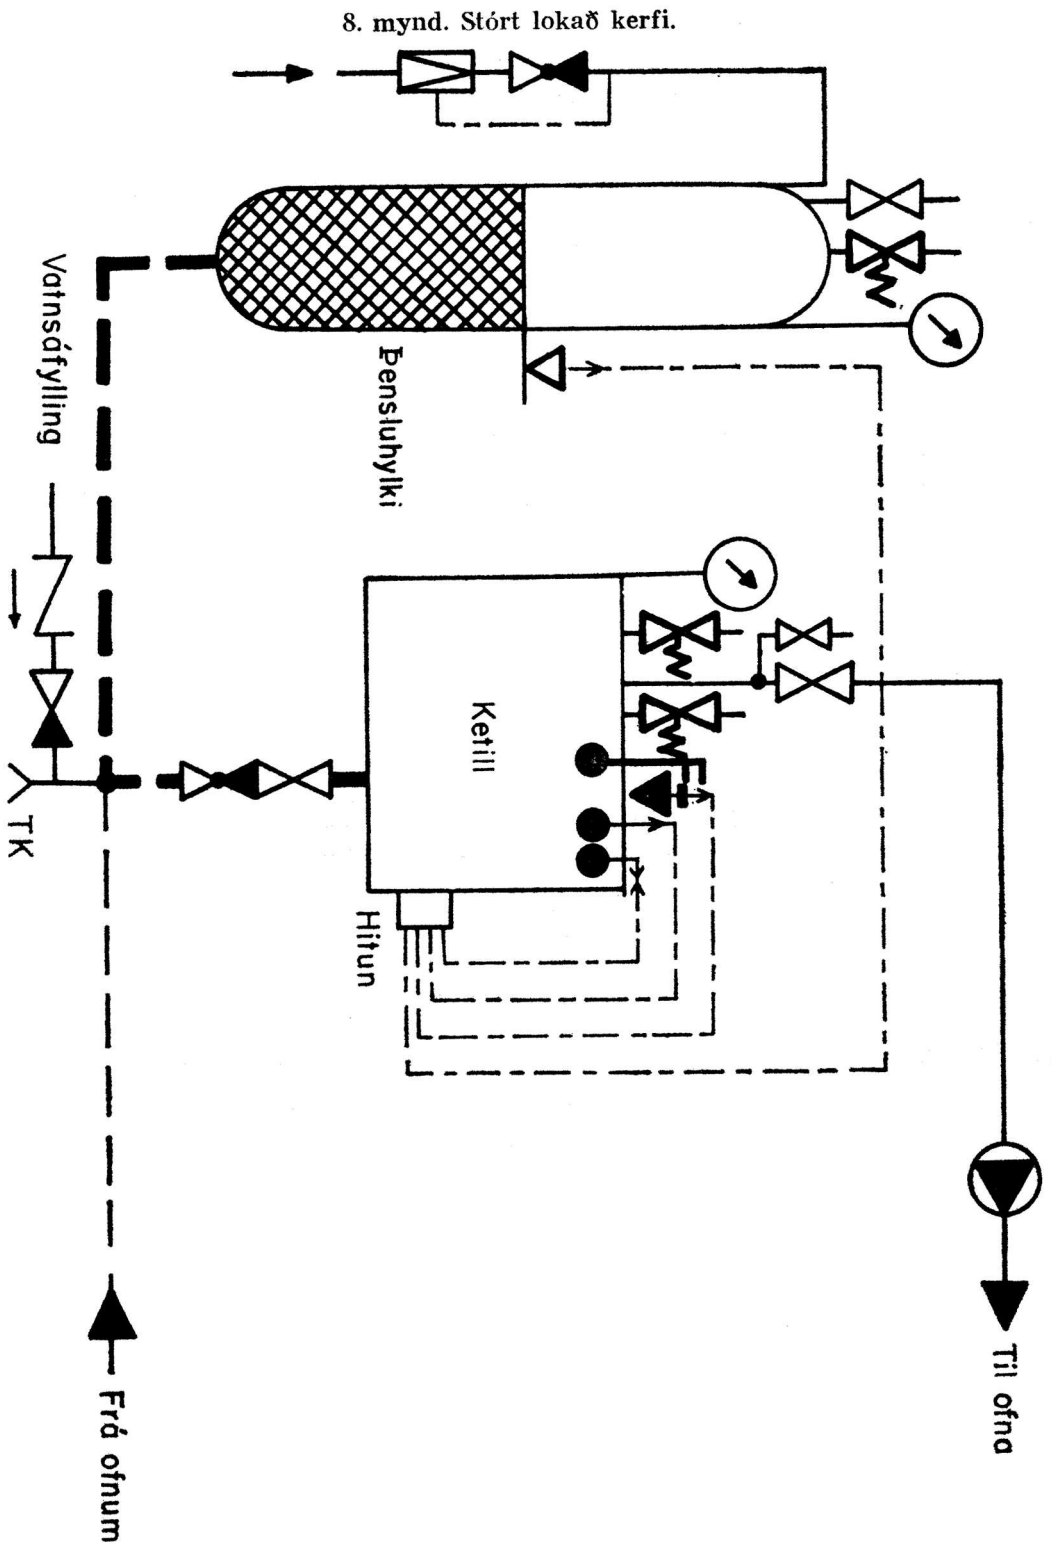 8. mynd. Stórt lokað kerfi.
Vatnsáfylling
Þensluhylki
Ketill
TK
Hitun
Til ofna
Frá ofnum